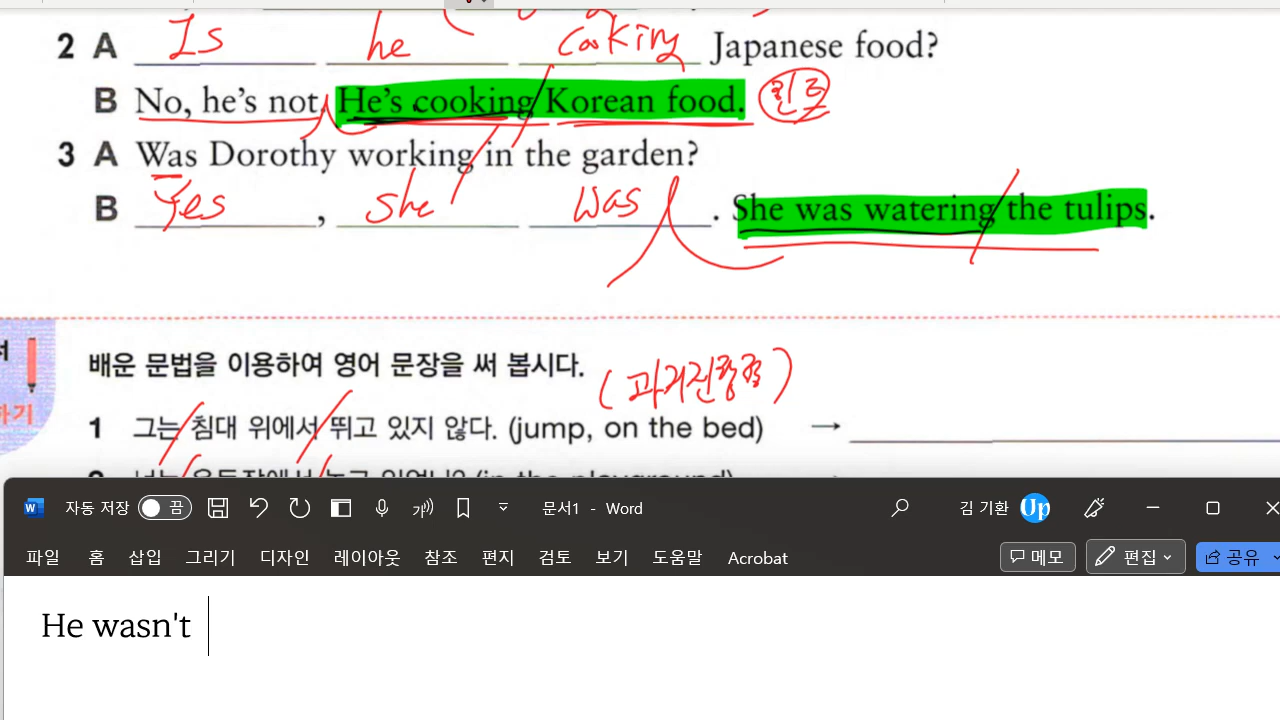 2 A Is he cooking Japanese food?
B No, he's not. He's cooking Korean food. 힌트
3 A Was Dorothy working in the garden?
B Yes, she was. She was watering the tulips.
배운 문법을 이용하여 영어 문장을 써 봅시다.
(과거진행형)
하기
1 그는 침대 위에서 뛰고 있지 않다. (jump, on the bed) →
자동 저장 끔 문서1 - Word 김 기환 Up
파일 홈 삽입 그리기 디자인 레이아웃 참조 편지 검토 보기 도움말 Acrobat 메모 편집 공유
He wasn't